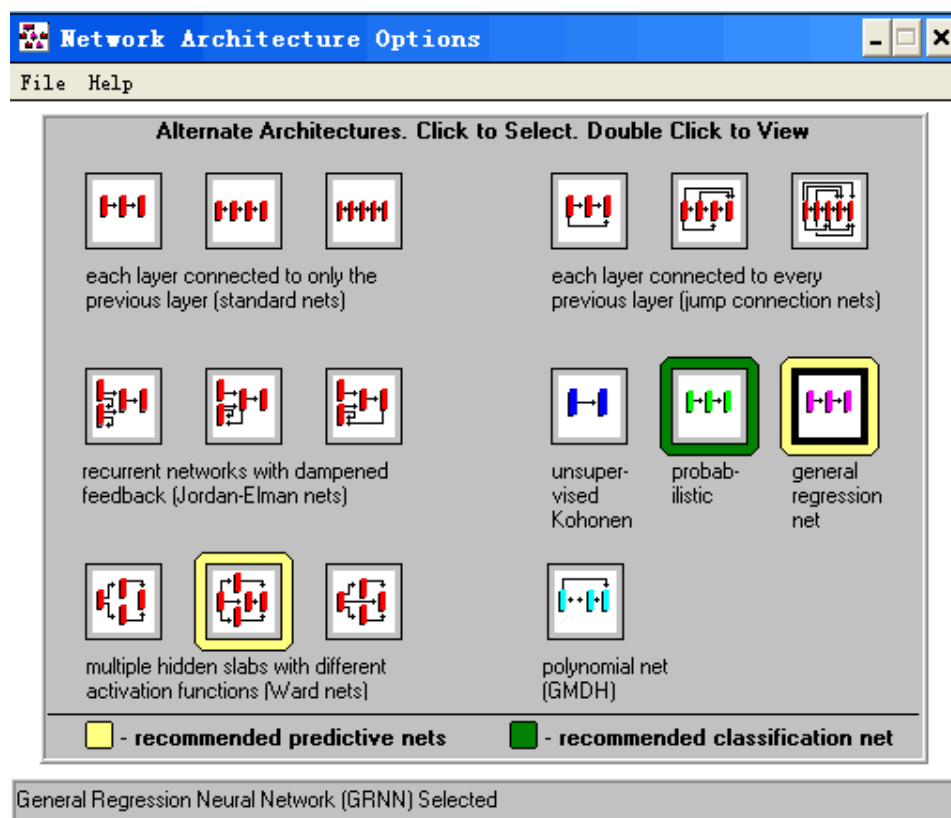 Network Architecture Options
File Help
Alternate Architectures. Click to Select. Double Click to View
each layer connected to only the
previous layer (standard nets)
each layer connected to every
previous layer (jump connection nets)
recurrent networks with dampened
feedback (Jordan-Elman nets)
unsuper-
vised
Kohonen
probab-
ilistic
general
regression
net
multiple hidden slabs with different
activation functions (Ward nets)
polynomial net
(GMDH)
- recommended predictive nets
- recommended classification net
General Regression Neural Network (GRNN) Selected